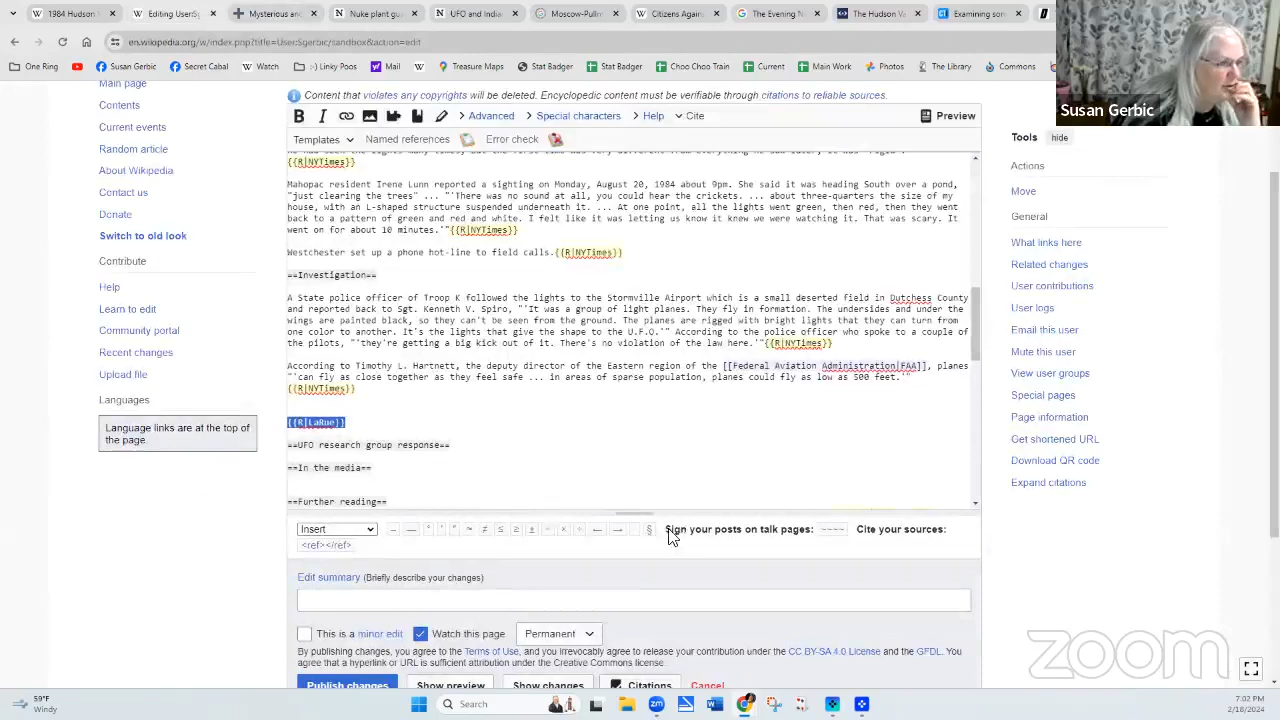 1984 Hudson V
Editing UserSg
Mysterious anc
Nuke plant gu
UFO and Indie
Moscow-Pullm
Citizens Again
The Evening N
The Hudson Va
Examining son
en.wikipedia.org/w/index.php?title=User:Sgerbic/sandbox&action=edit
One Ring
Susan Gerbic
Secret Cabal
Watch
:-) Linky Pooz
Mail
Treasure Maps
Stat Badger
Stat Badger
Choo Choo Train
Current
Main Work
Photos
The Library
Commons
Susan Gerbic
Main page
Contents
Current events
Random article
About Wikipedia
Contact us
Donate
Switch to old look
Contribute
Help
Learn to edit
Community portal
Recent changes
Upload file
Languages
Language links are at the top of
the page.
Content that violates any copyrights will be deleted. Encyclopedic content must be verifiable through citations to reliable sources.
B I Advanced Special characters Help Cite Preview
Templates Named references Error check
{{R|NYTimes}}
Mahopac resident Irene Lunn reported a sighting on Monday, August 20, 1984 about 9pm. She said it was heading South over a pond,
"just clearing the trees" ... "'There was no sound at all, you could hear the crickets. ... about three-quarters the size of my
house, with an L-shaped structure suspended underneath it. ... At one point, all the lights went green, then red, then they went
back to a pattern of green and red and white. I felt like it was letting us know it knew we were watching it. That was scary. It
went on for about 10 minutes.'"{{R|NYTimes}}
Westchester set up a phone hot-line to field calls.{{R|NYTimes}}
==Investigation==
A State police officer of Troop K followed the lights to the Stormville Airport which is a small deserted field in Dutchess County
and reported back to Sgt. Kenneth V. Spiro, "'It was a group of light planes. They fly in formation. The undersides and under the
wings are painted black, so they can't be seen from the ground. The planes are rigged with bright lights that they can turn from
one color to another. It's the lights that give the shape to the U.F.O.'" According to the police officer who spoke to a couple of
the pilots, "'they're getting a big kick out of it. There's no violation of the law here.'"{{R|NYTimes}}
According to Timothy L. Hartnett, the deputy director of the Eastern region of the [[Federal Aviation Administration|FAA]], planes
"'can fly as close together as they feel safe ... in areas of sparse population, planes could fly as low as 500 feet.'"
{{R|NYTimes}}
{{R|LaRue}}
==UFO research group response==
==In the media==
==Further reading==
Insert
Sign your posts on talk pages: ~~~~ Cite your sources:
<ref></ref>
Edit summary (Briefly describe your changes)
This is a minor edit
Watch this page
Permanent
By publishing changes, you agree to the Terms of Use, and you irrevocably agree to release your contribution under the CC BY-SA 4.0 License and the GFDL. You
agree that a hyperlink or URL is sufficient attribution under the Creative Commons license.
Publish changes
Show preview
Show changes
Citations
Cancel
Tools hide
Actions
Move
General
What links here
Related changes
User contributions
User logs
Email this user
Mute this user
View user groups
Special pages
Page information
Get shortened URL
Download QR code
Expand citations
zoom
59°F
Windy
Search
7:02 PM
2/18/2024